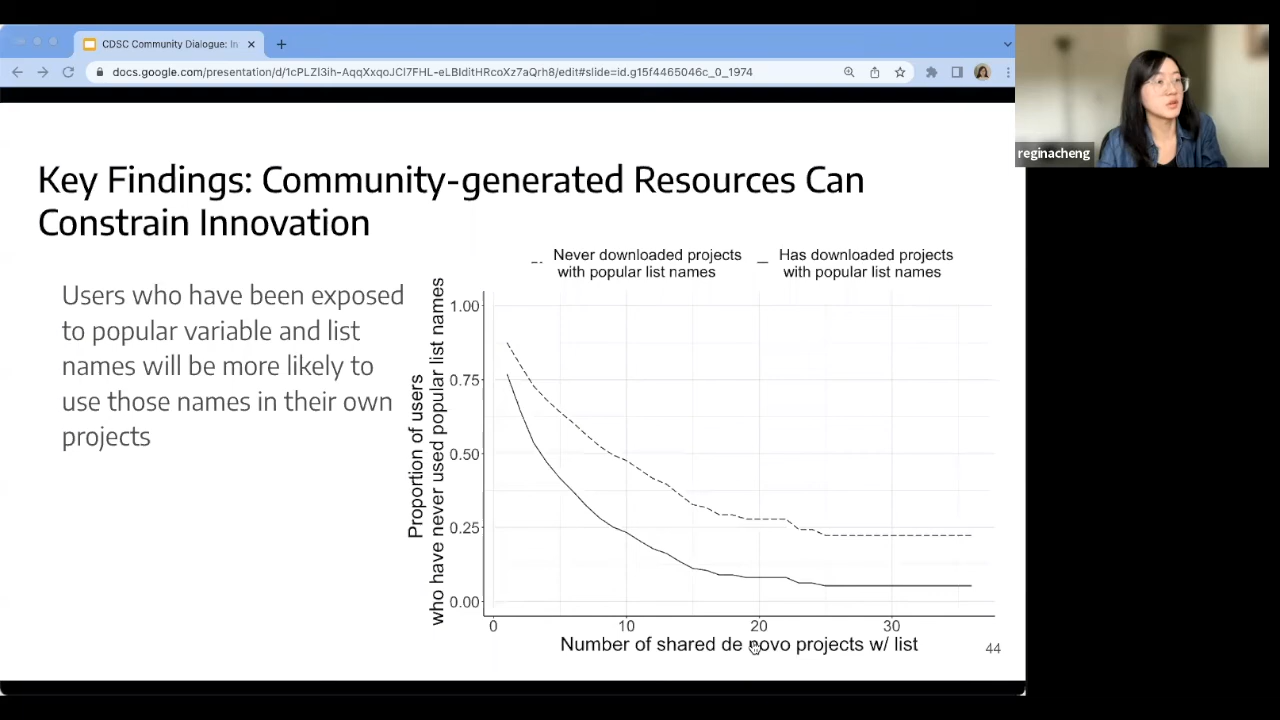 CDSC Community Dialogue: In
docs.google.com/presentation/d/1cPLZl3ih-AqqXxqoJCl7FHL-eLBIditHRcoXz7aQrh8/edit#slide=id.g15f4465046c_0_1974
reginacheng
Key Findings: Community-generated Resources Can
Constrain Innovation
Users who have been exposed
to popular variable and list
names will be more likely to
use those names in their own
projects
Never downloaded projects
with popular list names
Has downloaded projects
with popular list names
Proportion of users
who have never used popular list names
1.00
0.75
0.50
0.25
0.00
0
10
20
30
Number of shared de novo projects w/ list
44